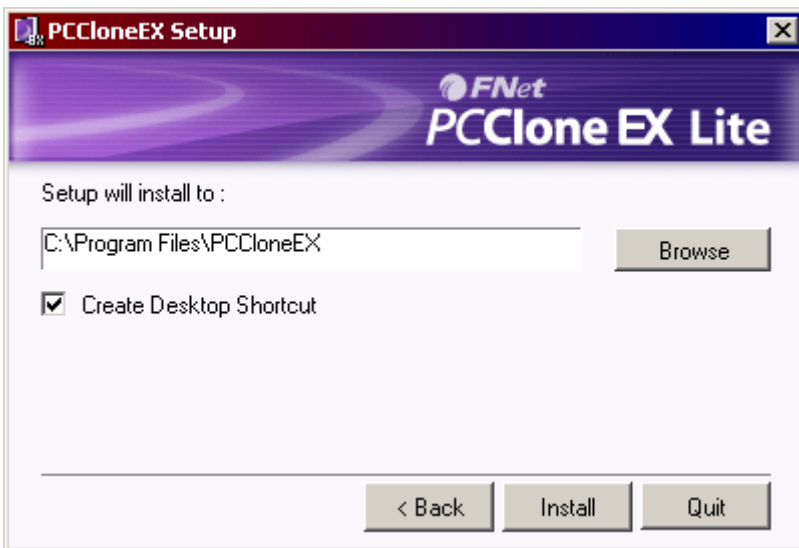 PCCloneEX Setup
FNet
PCClone EX Lite
Setup will install to :
C:\Program Files\PCCloneEX
Browse
Create Desktop Shortcut
< Back
Install
Quit